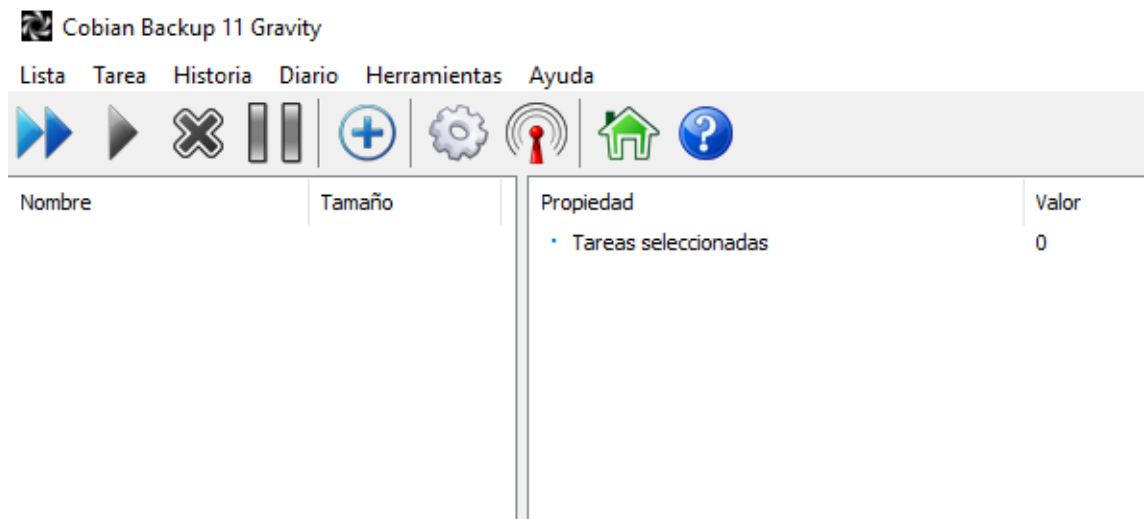 Cobian Backup 11 Gravity
Lista Tarea Historia Diario Herramientas Ayuda
Nombre Tamaño Propiedad Valor
Tareas seleccionadas 0